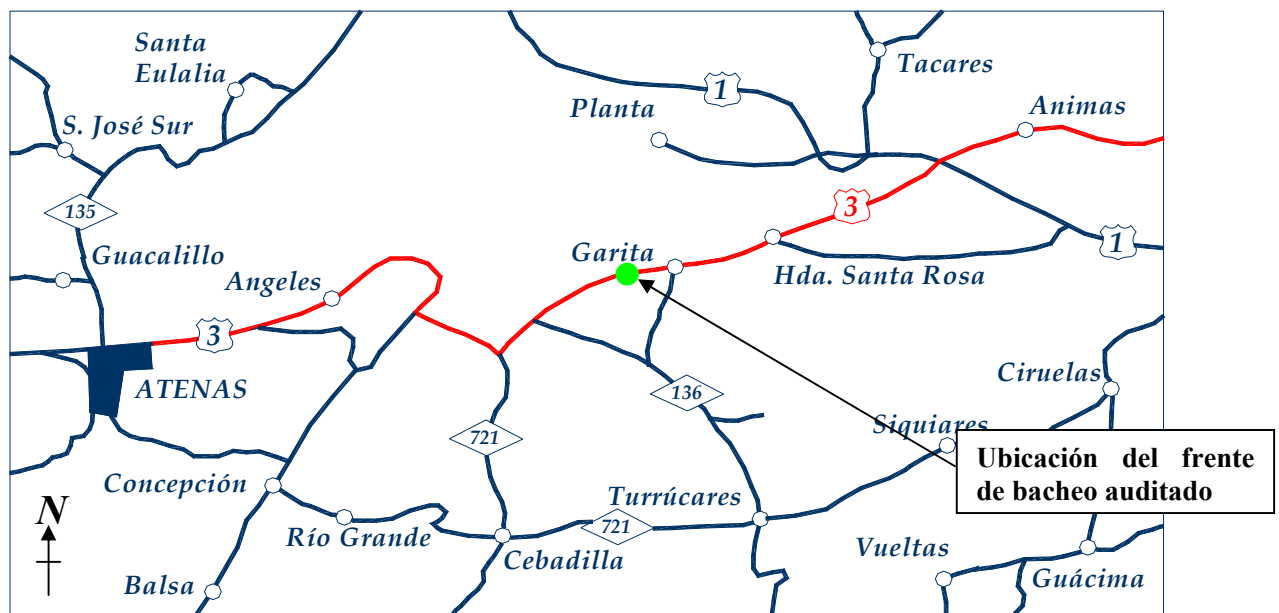 Santa
Eulalia
S. José Sur
135
Guacalillo
Angeles
3
ATENAS
Concepción
Río Grande
Balsa
N
1
Planta
Tacares
Animas
3
1
Garita
Hda. Santa Rosa
136
721
Turrúcares
721
Cebadilla
Ciruelas
Siquiares
Ubicación del frente
de bacheo auditado
Vueltas
Guácima